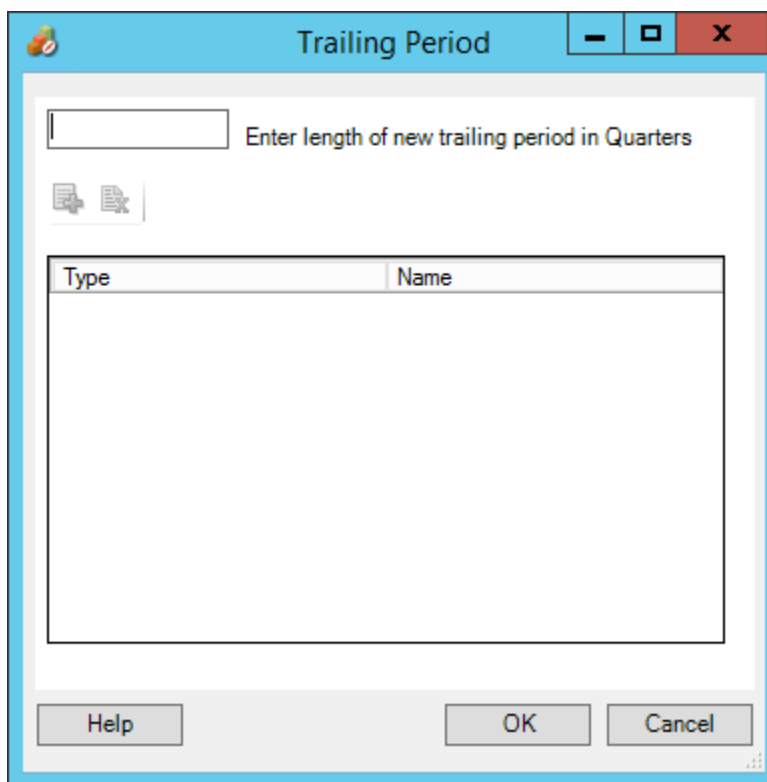 Trailing Period
Enter length of new trailing period in Quarters
Type Name
Help OK Cancel